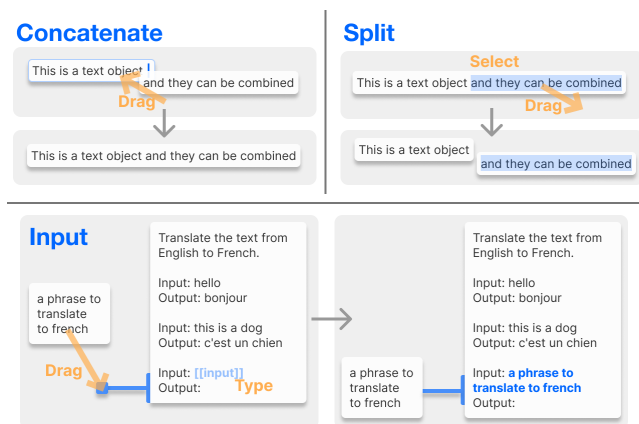 Concatenate
This is a text object
and they can be combined
Drag
This is a text object and they can be combined
Split
Select
This is a text object and they can be combined
Drag
This is a text object
and they can be combined
Input
a phrase to
translate
to french
Drag
Translate the text from
English to French.
Input: hello
Output: bonjour
Input: this is a dog
Output: c'est un chien
Input: [[input]]
Output:
Type
a phrase to
translate
to french
Translate the text from
English to French.
Input: hello
Output: bonjour
Input: this is a dog
Output: c'est un chien
Input: a phrase to
translate to french
Output: